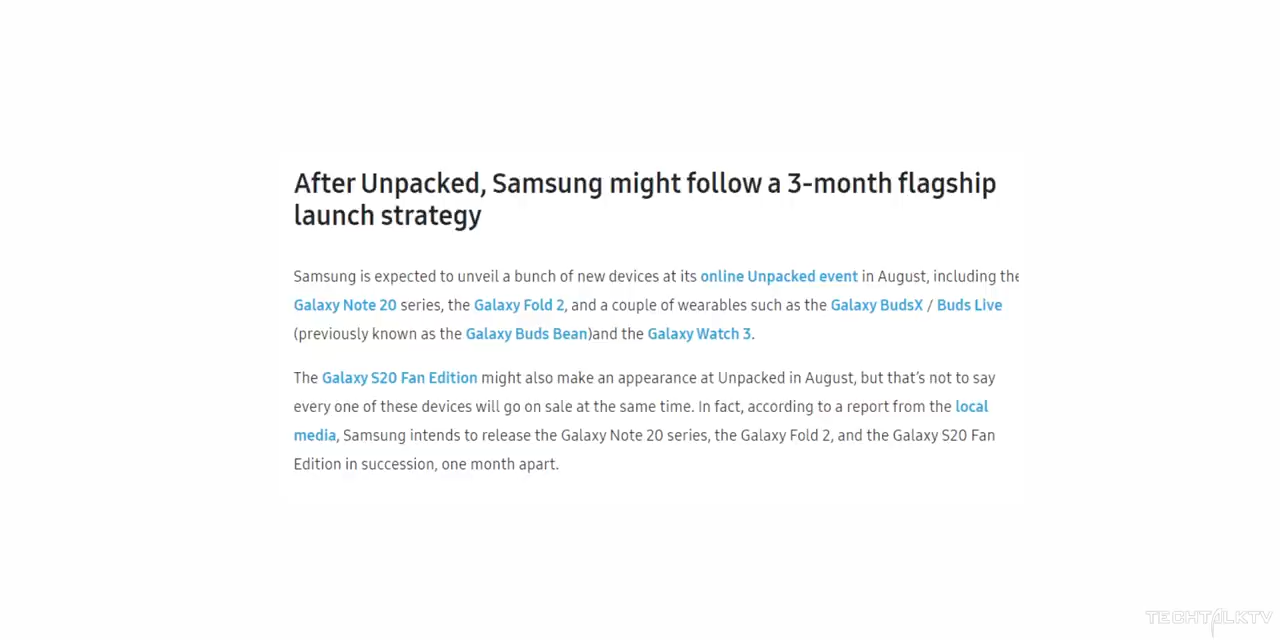 After Unpacked, Samsung might follow a 3-month flagship
launch strategy
Samsung is expected to unveil a bunch of new devices at its online Unpacked event in August, including the
Galaxy Note 20 series, the Galaxy Fold 2, and a couple of wearables such as the Galaxy BudsX / Buds Live
(previously known as the Galaxy Buds Bean)and the Galaxy Watch 3.
The Galaxy S20 Fan Edition might also make an appearance at Unpacked in August, but that's not to say
every one of these devices will go on sale at the same time. In fact, according to a report from the local
media, Samsung intends to release the Galaxy Note 20 series, the Galaxy Fold 2, and the Galaxy S20 Fan
Edition in succession, one month apart.
TECHTALKTV